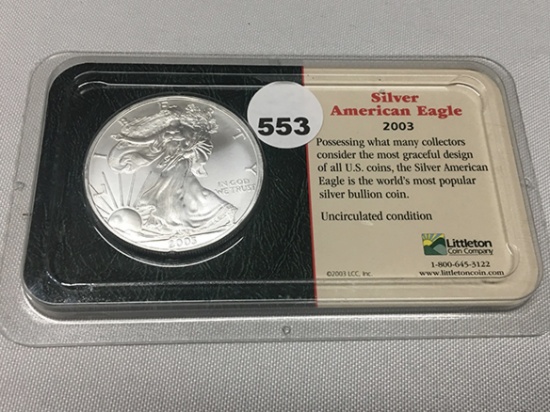 LIBERTY
IN GOD
WE TRUST
2003
553
Silver
American Eagle
2003
Possessing what many collectors
consider the most graceful design
of all U.S. coins, the Silver American
Eagle is the world's most popular
silver bullion coin.
Uncirculated condition
Littleton
Coin Company
1-800-645-3122
www.littletoncoin.com
©2003 LCC, Inc.